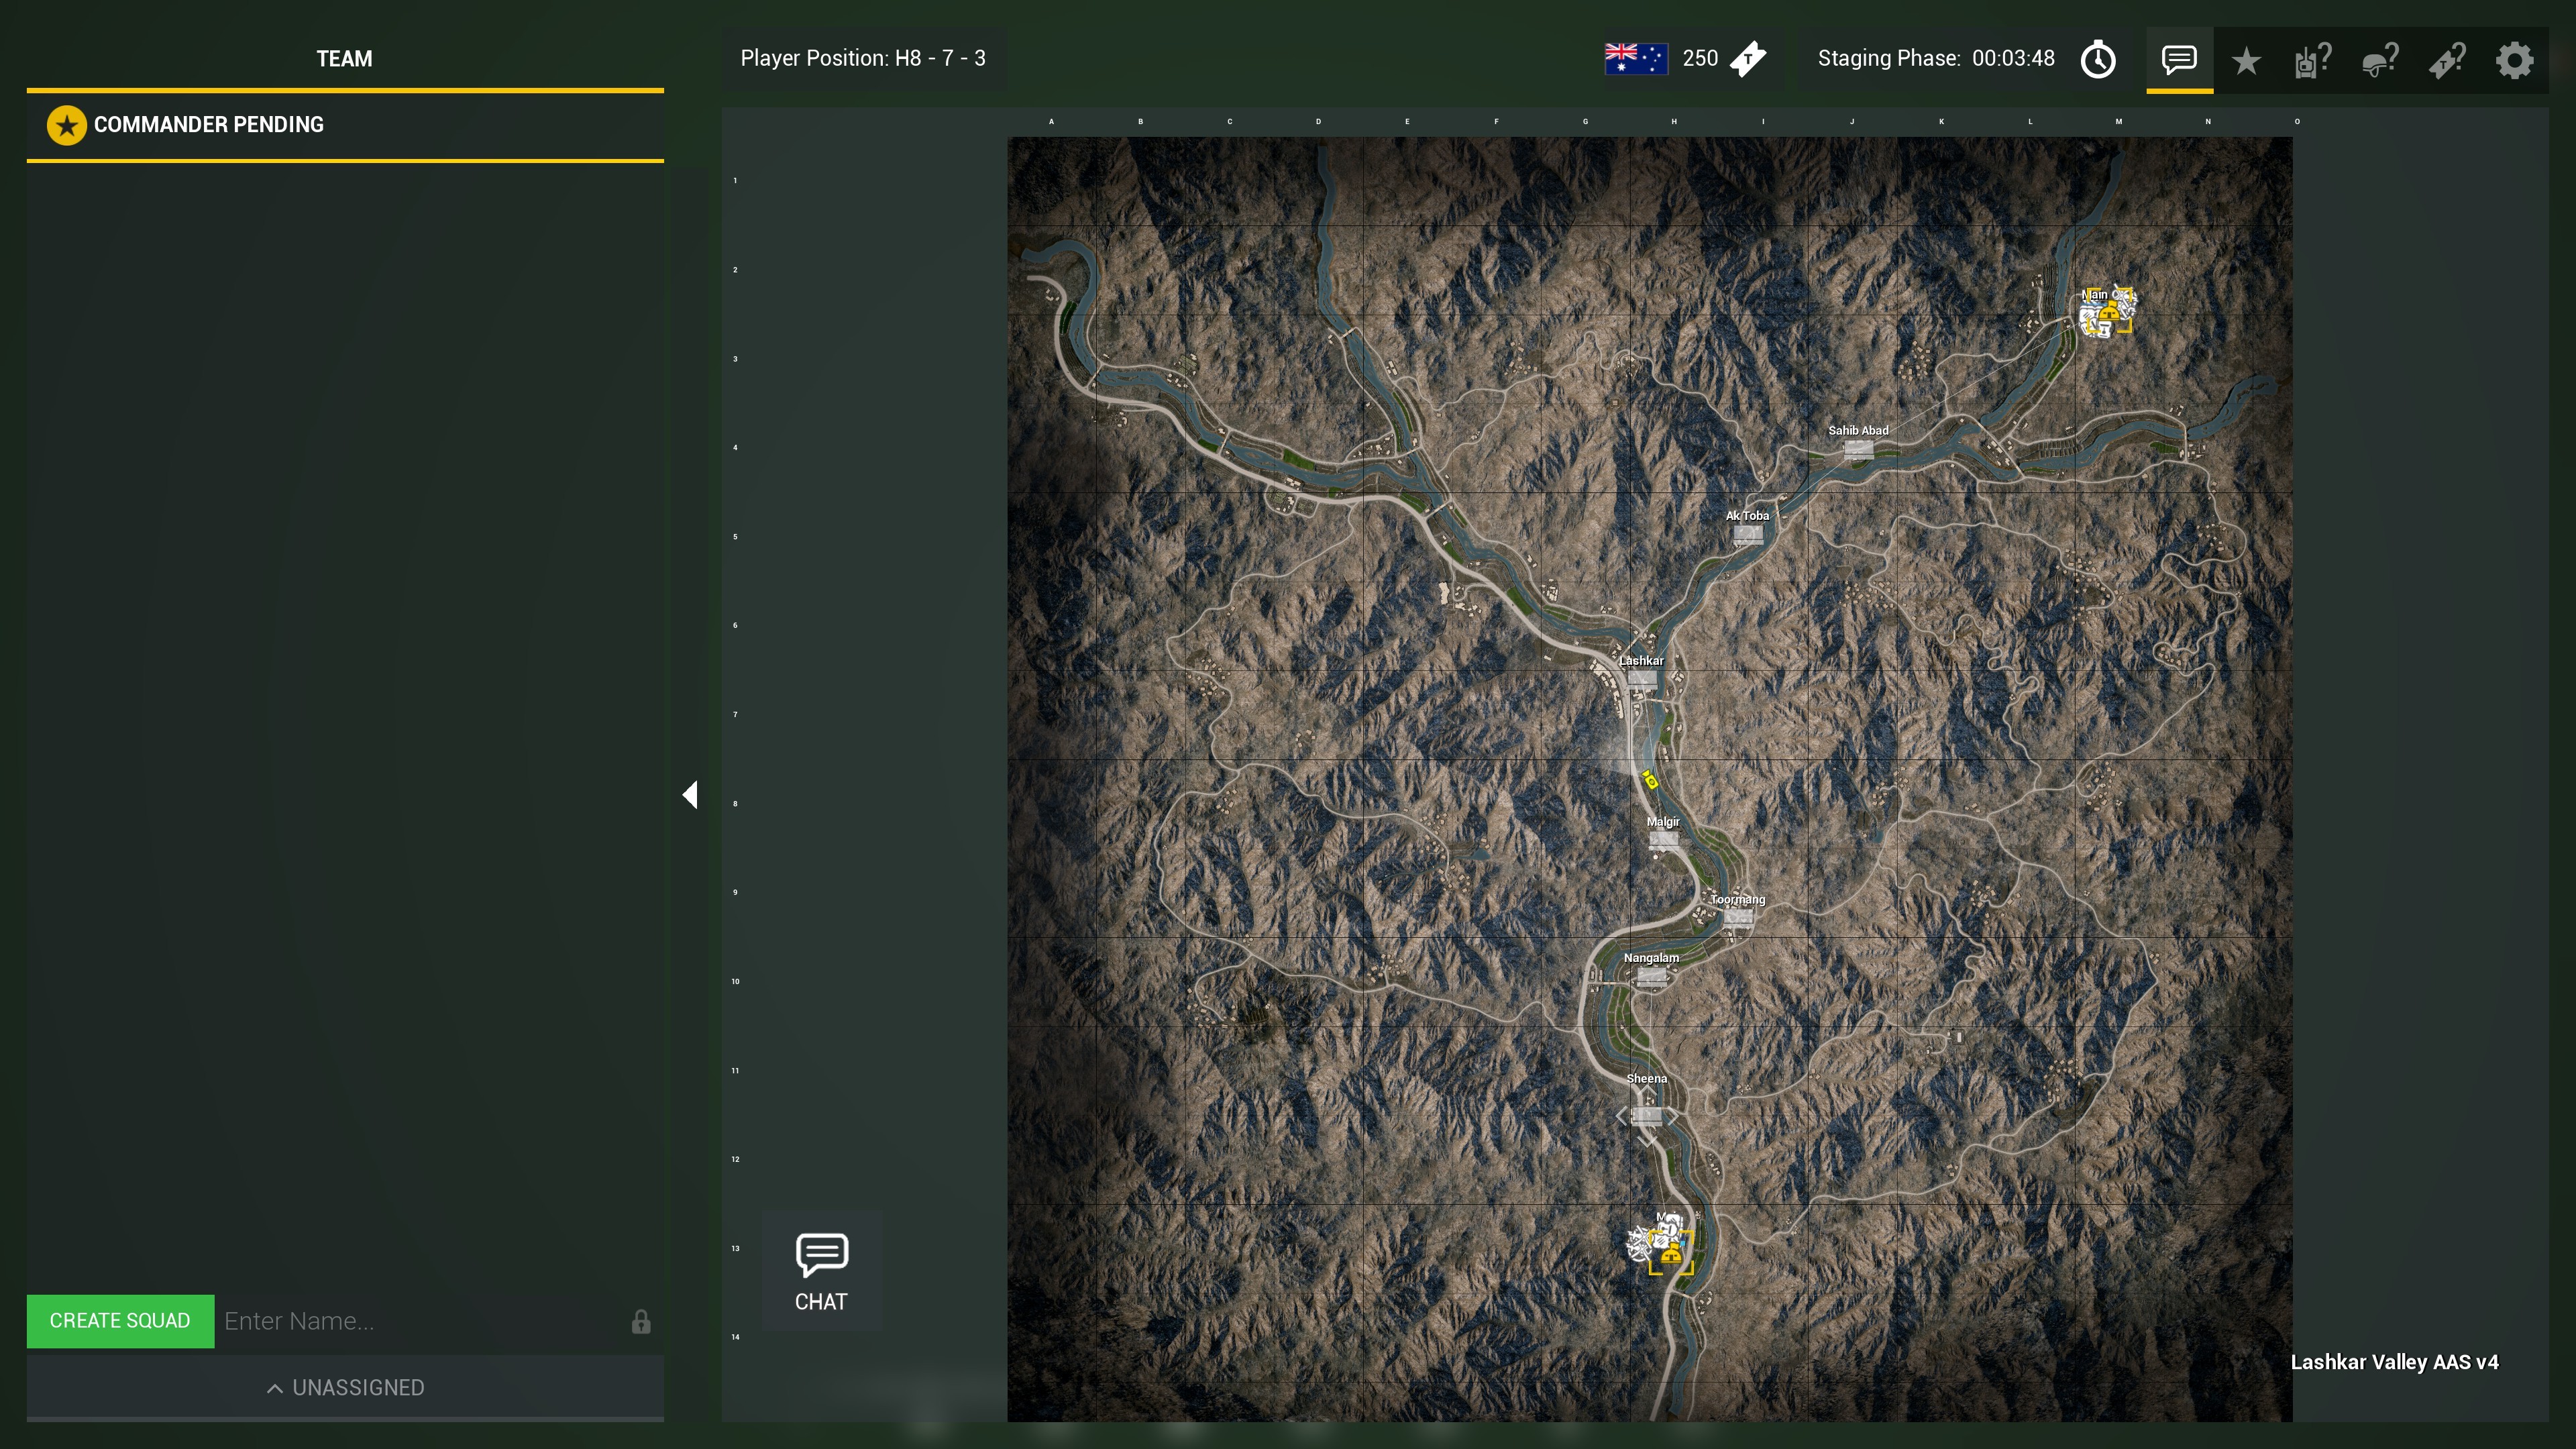 TEAM
Player Position: H8 - 7 - 3
250
Staging Phase: 00:03:48
COMMANDER PENDING
A B C D E F G H I J K L M N O
1
2
Main
3
4
Sahib Abad
5
Ak Toba
6
Lashkar
7
8
Malgir
9
Toormang
10
Nangalam
11
Sheena
12
13
CHAT
14
CREATE SQUAD
Enter Name...
UNASSIGNED
Lashkar Valley AAS v4